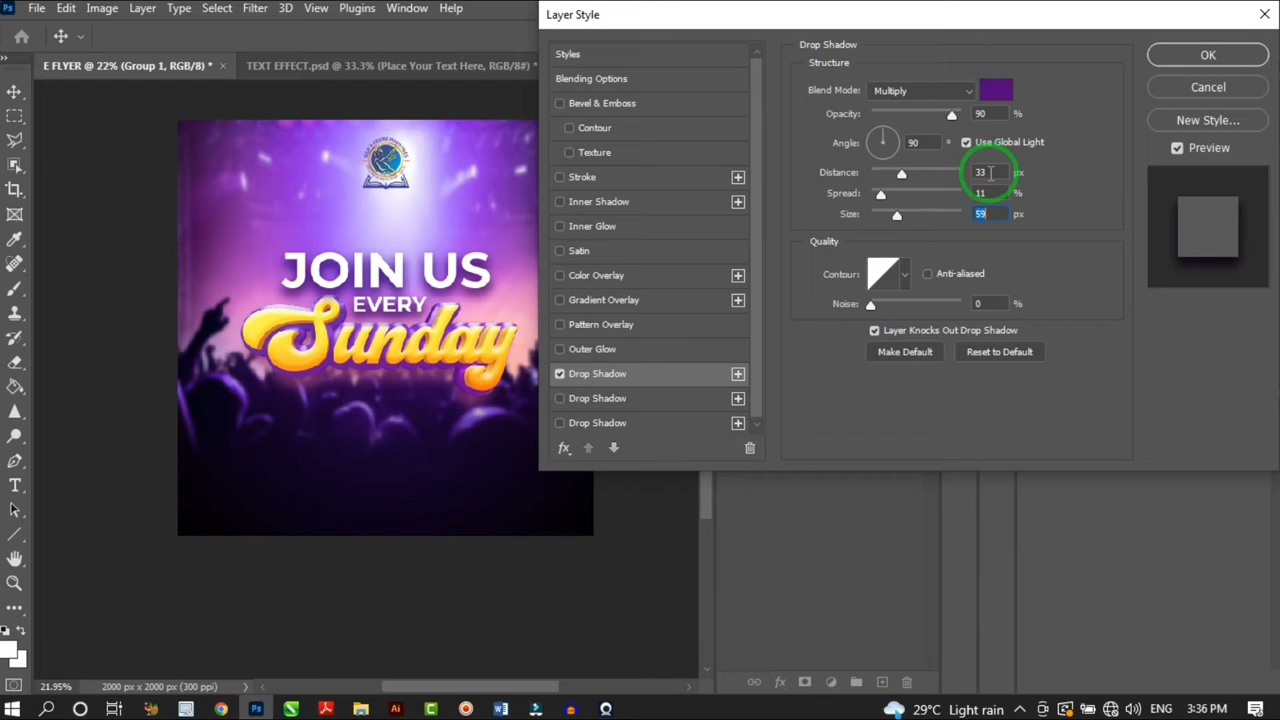 Ps File Edit Image Layer Type Select Filter 3D View Plugins Window Help
Layer Style
E FLYER @ 22% (Group 1, RGB/8) * × TEXT EFFECT.psd @ 33.3% (Place Your Text Here, RGB/8#) *
Styles
Blending Options
Bevel & Emboss
Contour
Texture
Stroke
Inner Shadow
Inner Glow
Satin
Color Overlay
Gradient Overlay
Pattern Overlay
Outer Glow
Drop Shadow
Drop Shadow
Drop Shadow
fx
Drop Shadow
Structure
Blend Mode: Multiply
Opacity: 90 %
Angle: 90 ° Use Global Light
Distance: 33 px
Spread: 11 %
Size: 59 px
Quality
Contour: Anti-aliased
Noise: 0 %
Layer Knocks Out Drop Shadow
Make Default Reset to Default
OK
Cancel
New Style...
Preview
JOIN US
EVERY
Sunday
21.95% 2000 px x 2000 px (300 ppi)
fx
Ps Ai 29°C Light rain ENG 3:36 PM